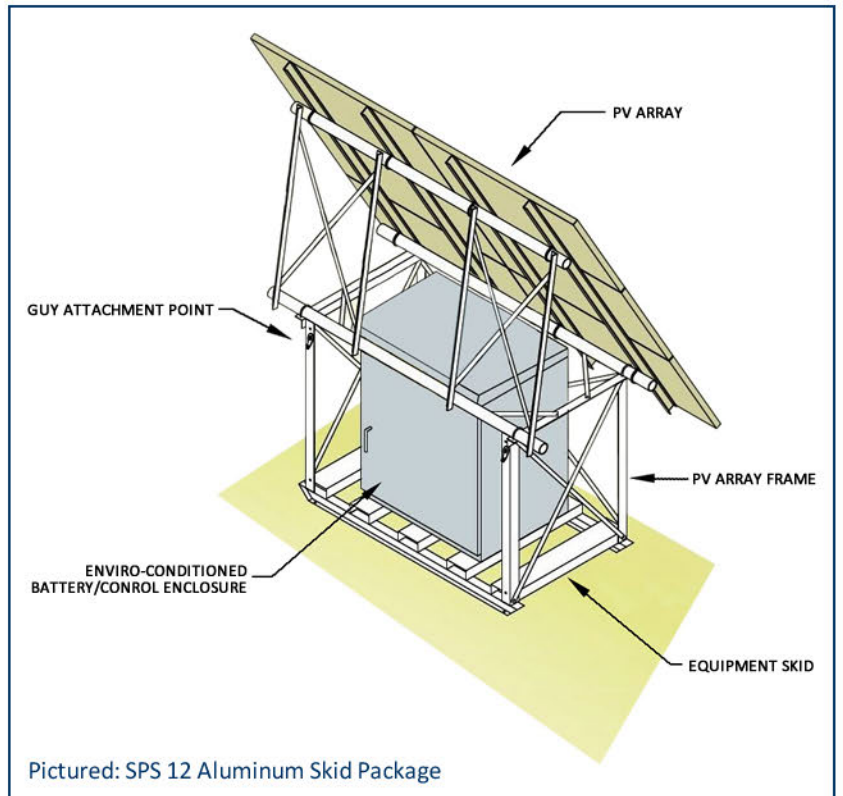 PV ARRAY
GUY ATTACHMENT POINT
PV ARRAY FRAME
ENVIRO-CONDITIONED
BATTERY/CONROL ENCLOSURE
EQUIPMENT SKID
Pictured: SPS 12 Aluminum Skid Package